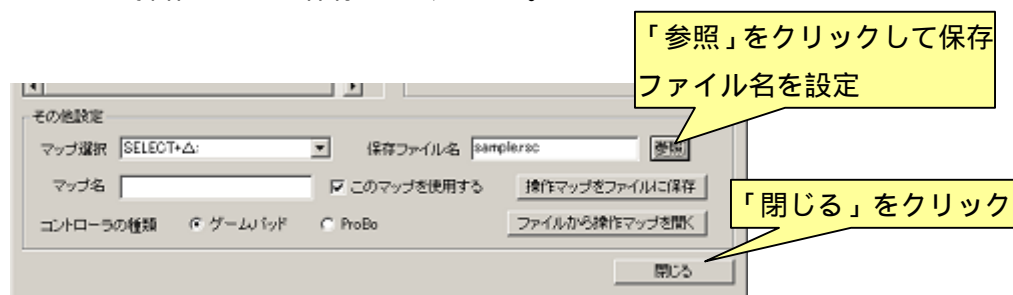 「参照」をクリックして保存
ファイル名を設定
その他設定
マップ選択 SELECT+△: 保存ファイル名 sample.rsc 参照
マップ名 このマップを使用する 操作マップをファイルに保存
「閉じる」をクリック
コントローラの種類 ゲームパッド ProBo ファイルから操作マップを開く
閉じる